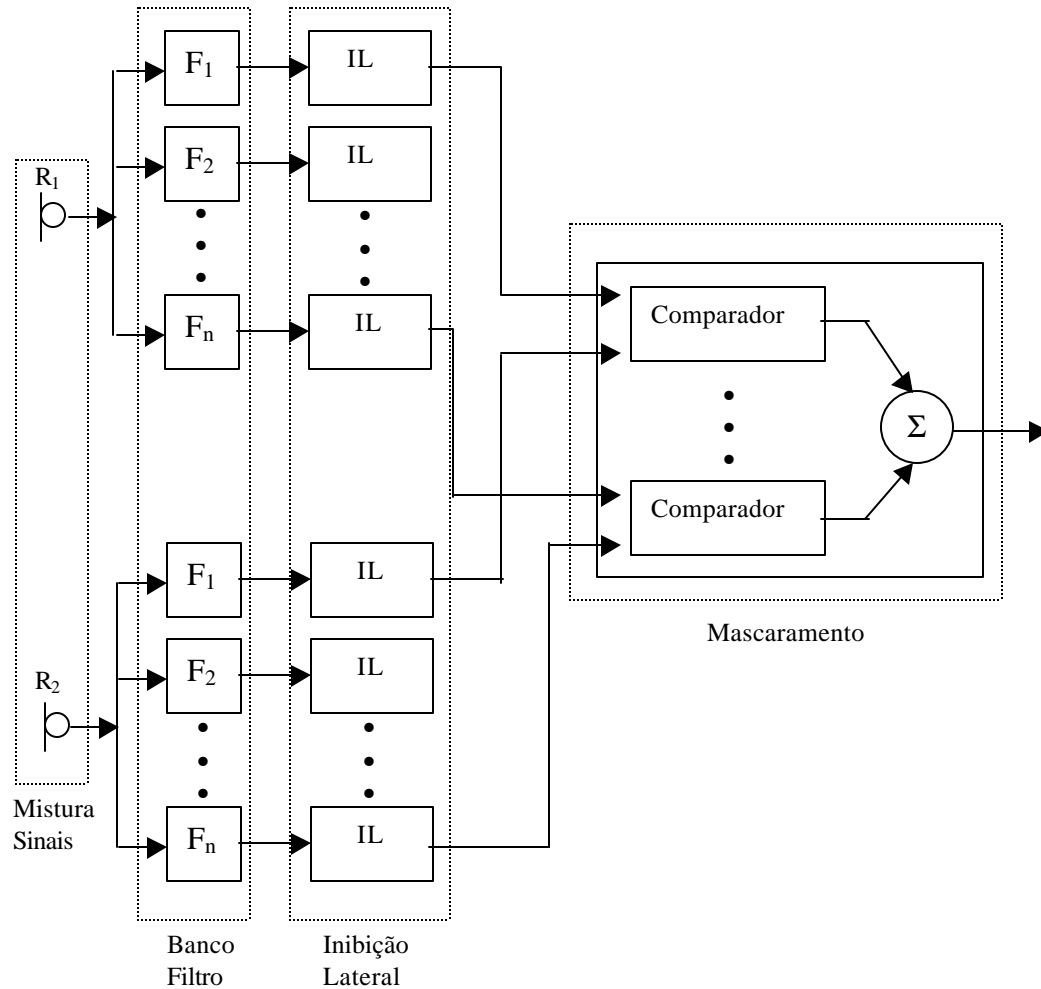 F₁ IL
F₂ IL
R₁
Fₙ IL
Comparador
Σ
Comparador
Mascaramento
F₁ IL
F₂ IL
R₂
Fₙ IL
Mistura
Sinais
Banco
Filtro
Inibição
Lateral